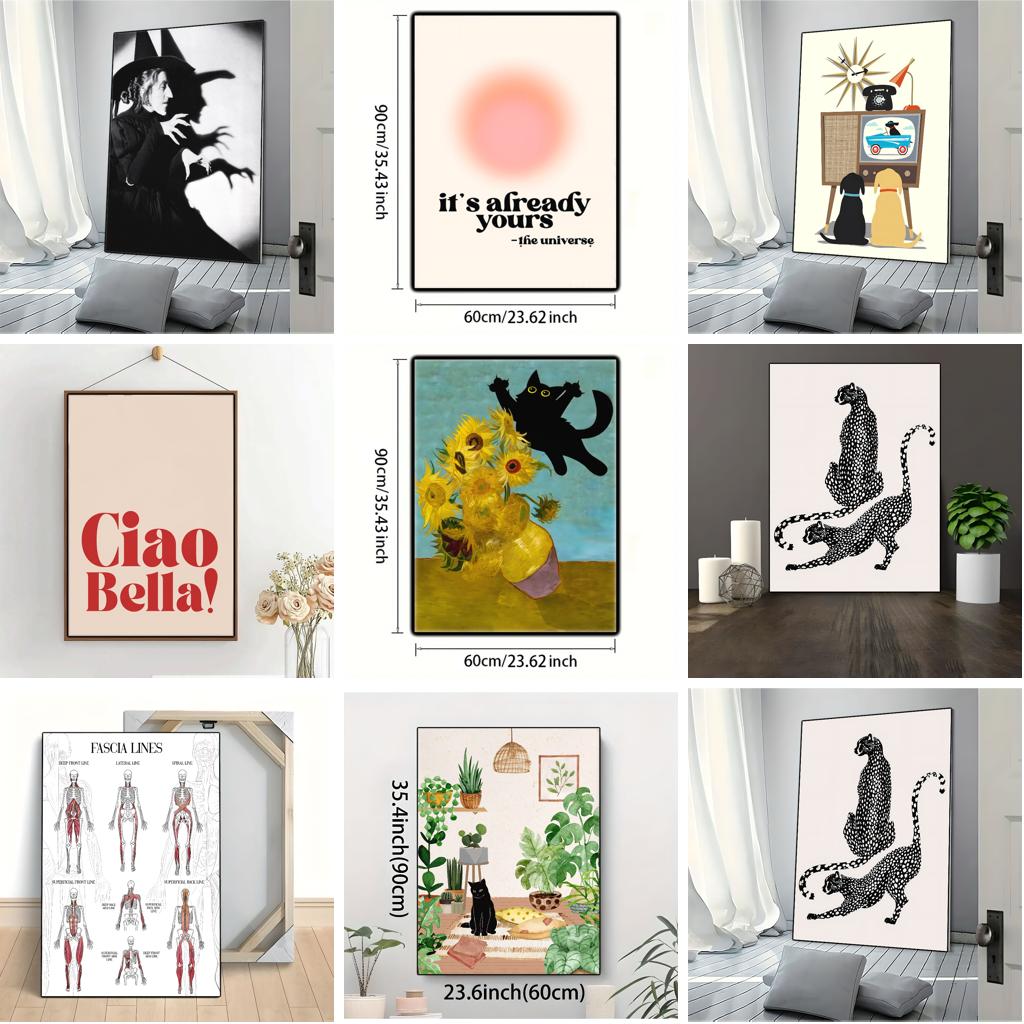 90cm/35.43inch
it's already
yours
-the universe
60cm/23.62inch
Ciao
Bella!
90cm/35.43inch
60cm/23.62inch
FASCIA LINES
DEEP FRONT LINE
LATERAL LINE
SPIRAL LINE
SUPERFICIAL FRONT LINE
SUPERFICIAL BACK LINE
35.4inch(90cm)
23.6inch(60cm)